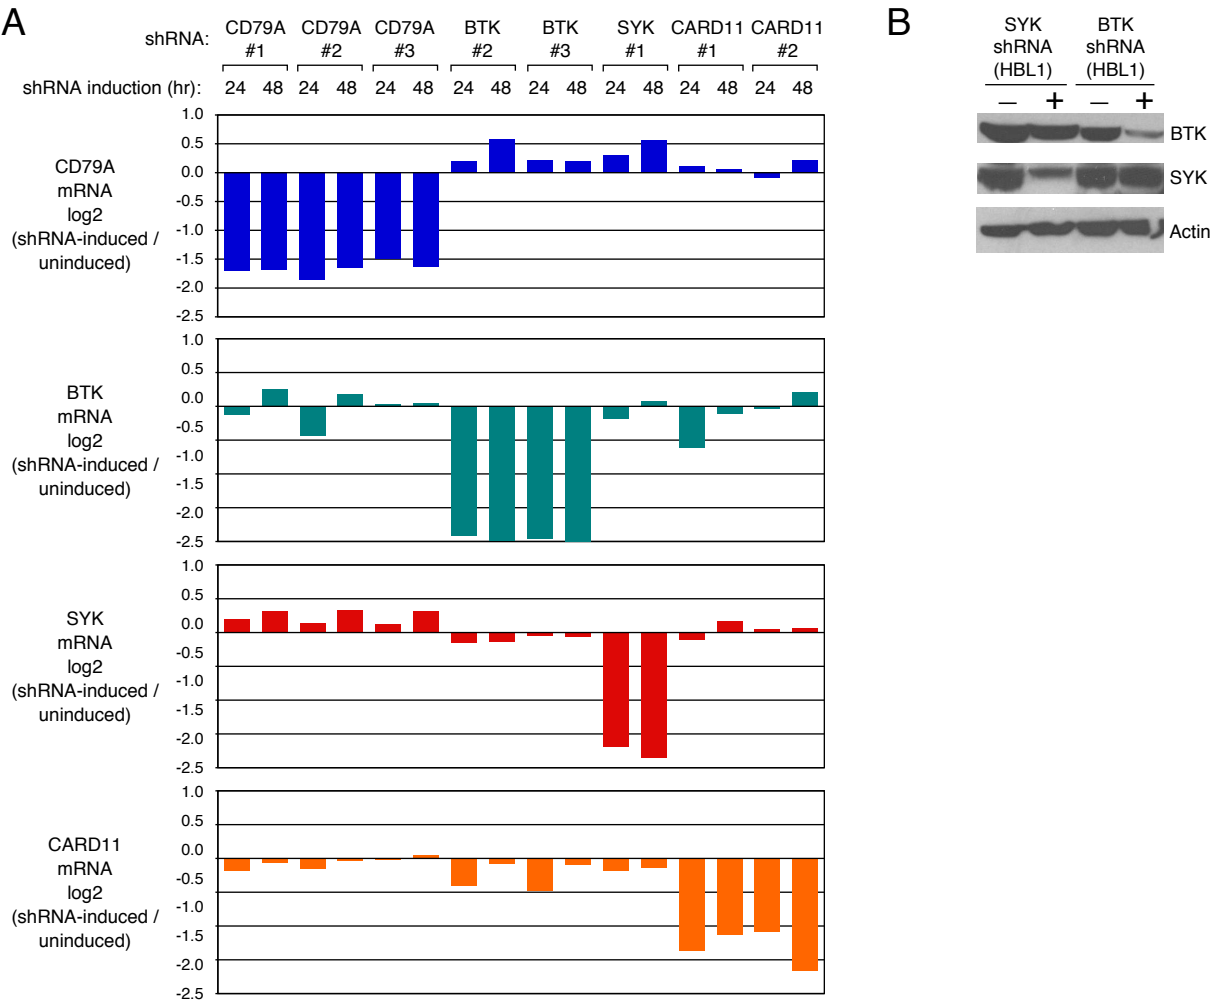 A
shRNA:
CD79A CD79A CD79A BTK BTK SYK CARD11 CARD11
#1 #2 #3 #2 #3 #1 #1 #2
shRNA induction (hr): 24 48 24 48 24 48 24 48 24 48 24 48 24 48 24 48
CD79A
mRNA
log2
(shRNA-induced /
uninduced)
1.0
0.5
0.0
-0.5
-1.0
-1.5
-2.0
-2.5
BTK
mRNA
log2
(shRNA-induced /
uninduced)
1.0
0.5
0.0
-0.5
-1.0
-1.5
-2.0
-2.5
SYK
mRNA
log2
(shRNA-induced /
uninduced)
1.0
0.5
0.0
-0.5
-1.0
-1.5
-2.0
-2.5
CARD11
mRNA
log2
(shRNA-induced /
uninduced)
1.0
0.5
0.0
-0.5
-1.0
-1.5
-2.0
-2.5
B
SYK BTK
shRNA shRNA
(HBL1) (HBL1)
– + – +
BTK
SYK
Actin